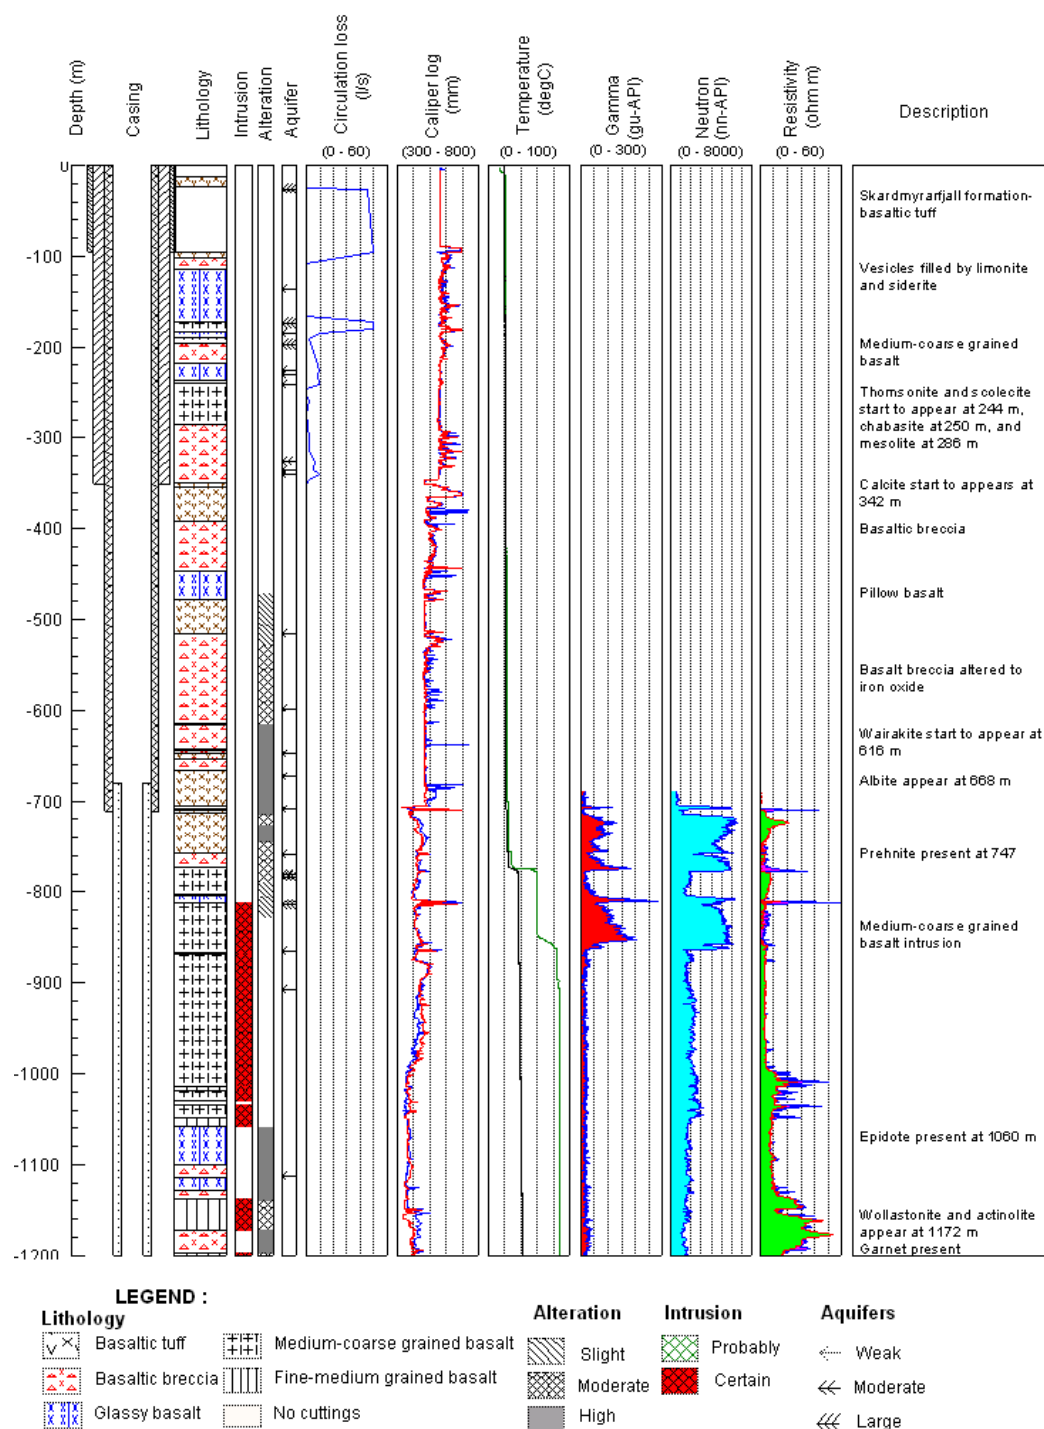 Depth (m)
Casing
Lithology
Intrusion
Alteration
Aquifer
Circulation loss
(l/s)
Caliper log
(mm)
Temperature
(degC)
Gamma
(gu-API)
Neutron
(nn-API)
Resistivity
(ohm m)
Description
(0 - 60)
(300 - 800)
(0 - 100)
(0 - 300)
(0 - 8000)
(0 - 60)
0
-100
-200
-300
-400
-500
-600
-700
-800
-900
-1000
-1100
-1200
Skardmyrarfjall formation-
basaltic tuff
Vesicles filled by limonite
and siderite
Medium-coarse grained
basalt
Thomsonite and scolecite
start to appear at 244 m,
chabasite at 250 m, and
mesolite at 286 m
Calcite start to appears at
342 m
Basaltic breccia
Pillow basalt
Basalt breccia altered to
iron oxide
Wairakite start to appear at
616 m
Albite appear at 668 m
Prehnite present at 747
Medium-coarse grained
basalt intrusion
Epidote present at 1060 m
Wollastonite and actinolite
appear at 1172 m
Garnet present
LEGEND :
Lithology
Basaltic tuff
Basaltic breccia
Glassy basalt
Medium-coarse grained basalt
Fine-medium grained basalt
No cuttings
Alteration
Slight
Moderate
High
Intrusion
Probably
Certain
Aquifers
Weak
Moderate
Large